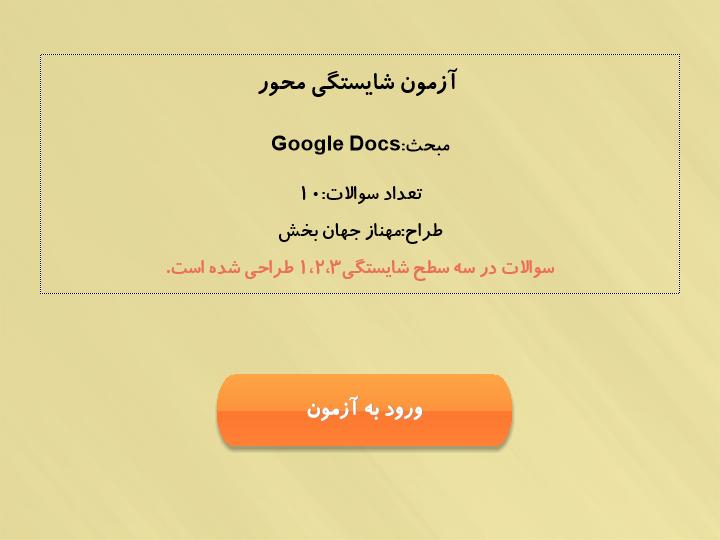 آزمون شایستگی محور
مبحث:Google Docs
تعداد سوالات:۱۰
طراح:مهناز جهان بخش
سوالات در سه سطح شایستگی۱،۲،۳ طراحی شده است.
ورود به آزمون